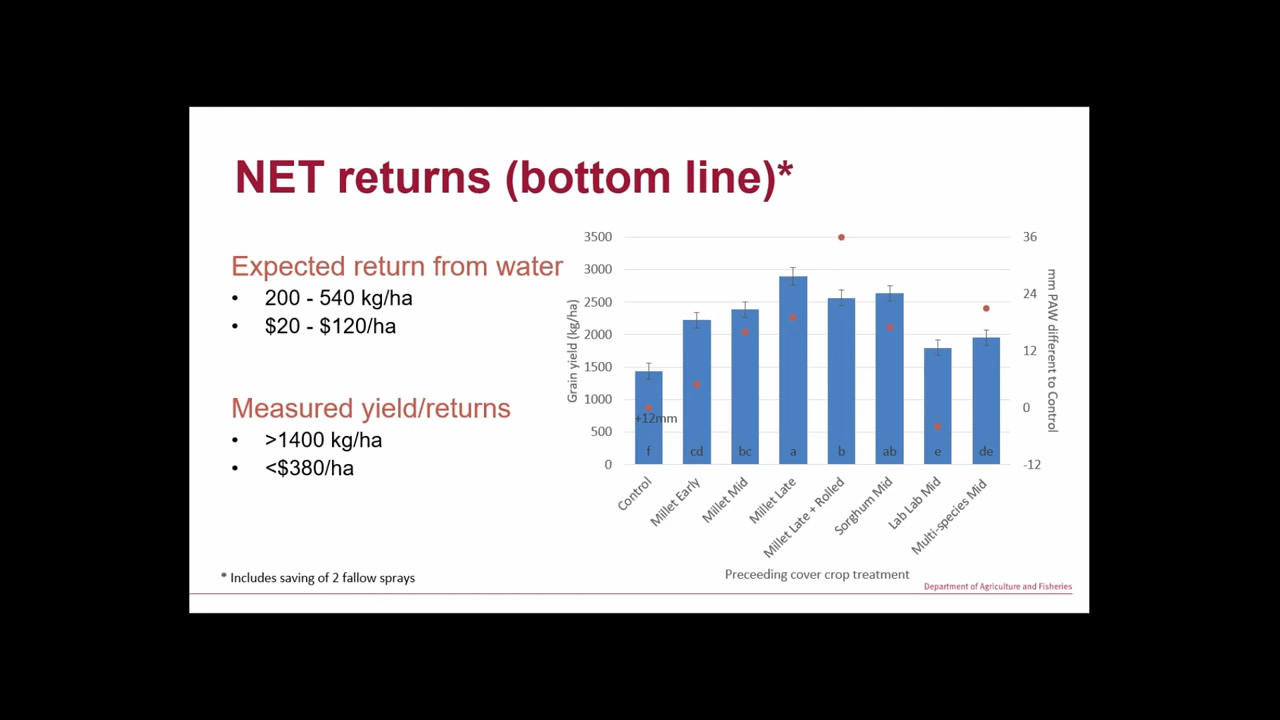 NET returns (bottom line)*
Expected return from water
• 200 - 540 kg/ha
• $20 - $120/ha
Measured yield/returns
• >1400 kg/ha
• <$380/ha
* Includes saving of 2 fallow sprays
Grain yield (kg/ha)
3500
3000
2500
2000
1500
1000
500
0
36
24
12
0
-12
mm PAW different to Control
+12mm
f cd bc a b ab e de
Control
Millet Early
Millet Mid
Millet Late
Millet Late + Rolled
Sorghum Mid
Lab Lab Mid
Multi-species Mid
Preceeding cover crop treatment
Department of Agriculture and Fisheries